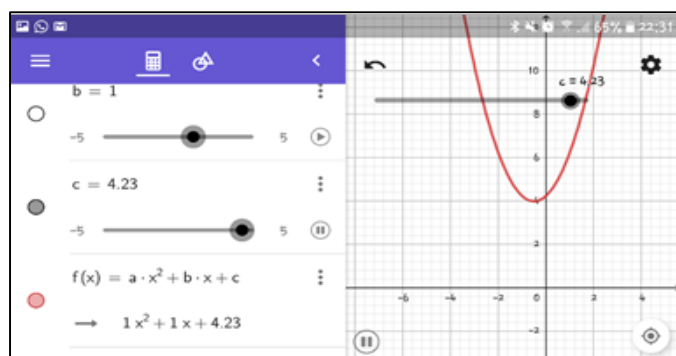 65% 22:31
b = 1
-5 5
c = 4.23
-5 5
f(x) = a · x² + b · x + c
→ 1 x² + 1 x + 4.23
c = 4.23
10
8
6
4
2
-6 -4 -2 0 2 4
-2